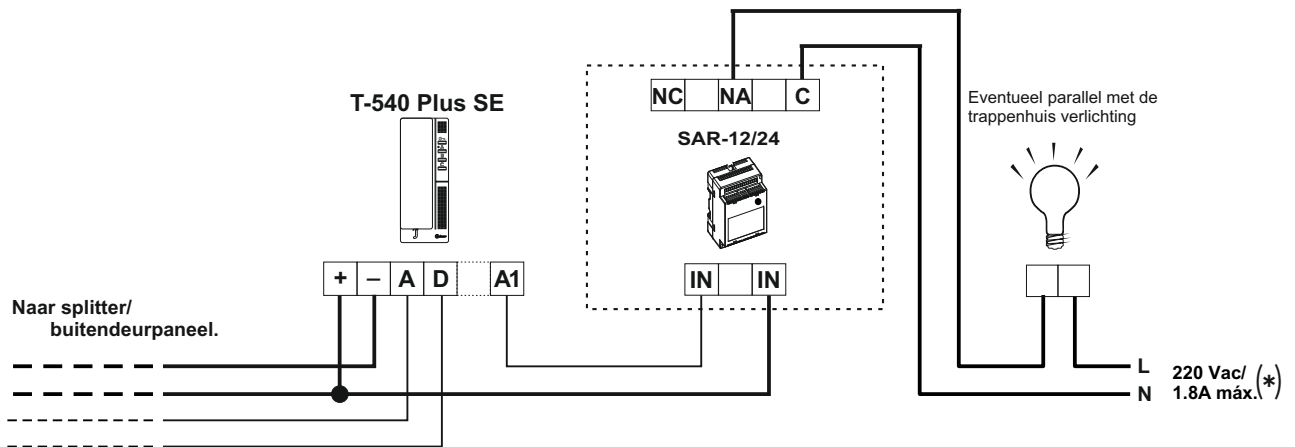 NC NA C
T-540 Plus SE
Eventueel parallel met de
trappenhuis verlichting
SAR-12/24
+ – A D A1
IN IN
Naar splitter/
buitendeurpaneel.
L
220 Vac/
1.8A máx.
(*)
N